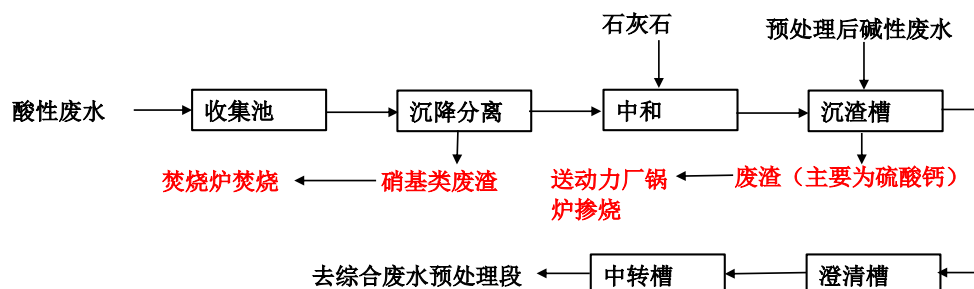 石灰石
预处理后碱性废水
酸性废水
收集池
沉降分离
中和
沉渣槽
焚烧炉焚烧
硝基类废渣
送动力厂锅
炉掺烧
废渣（主要为硫酸钙）
去综合废水预处理段
中转槽
澄清槽